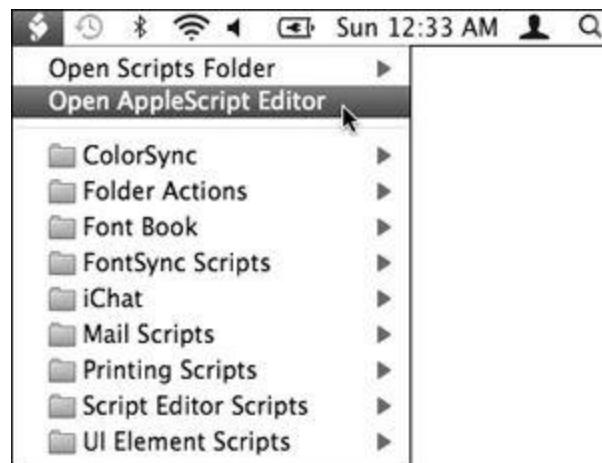 Sun 12:33 AM
Open Scripts Folder
Open AppleScript Editor
ColorSync
Folder Actions
Font Book
FontSync Scripts
iChat
Mail Scripts
Printing Scripts
Script Editor Scripts
UI Element Scripts